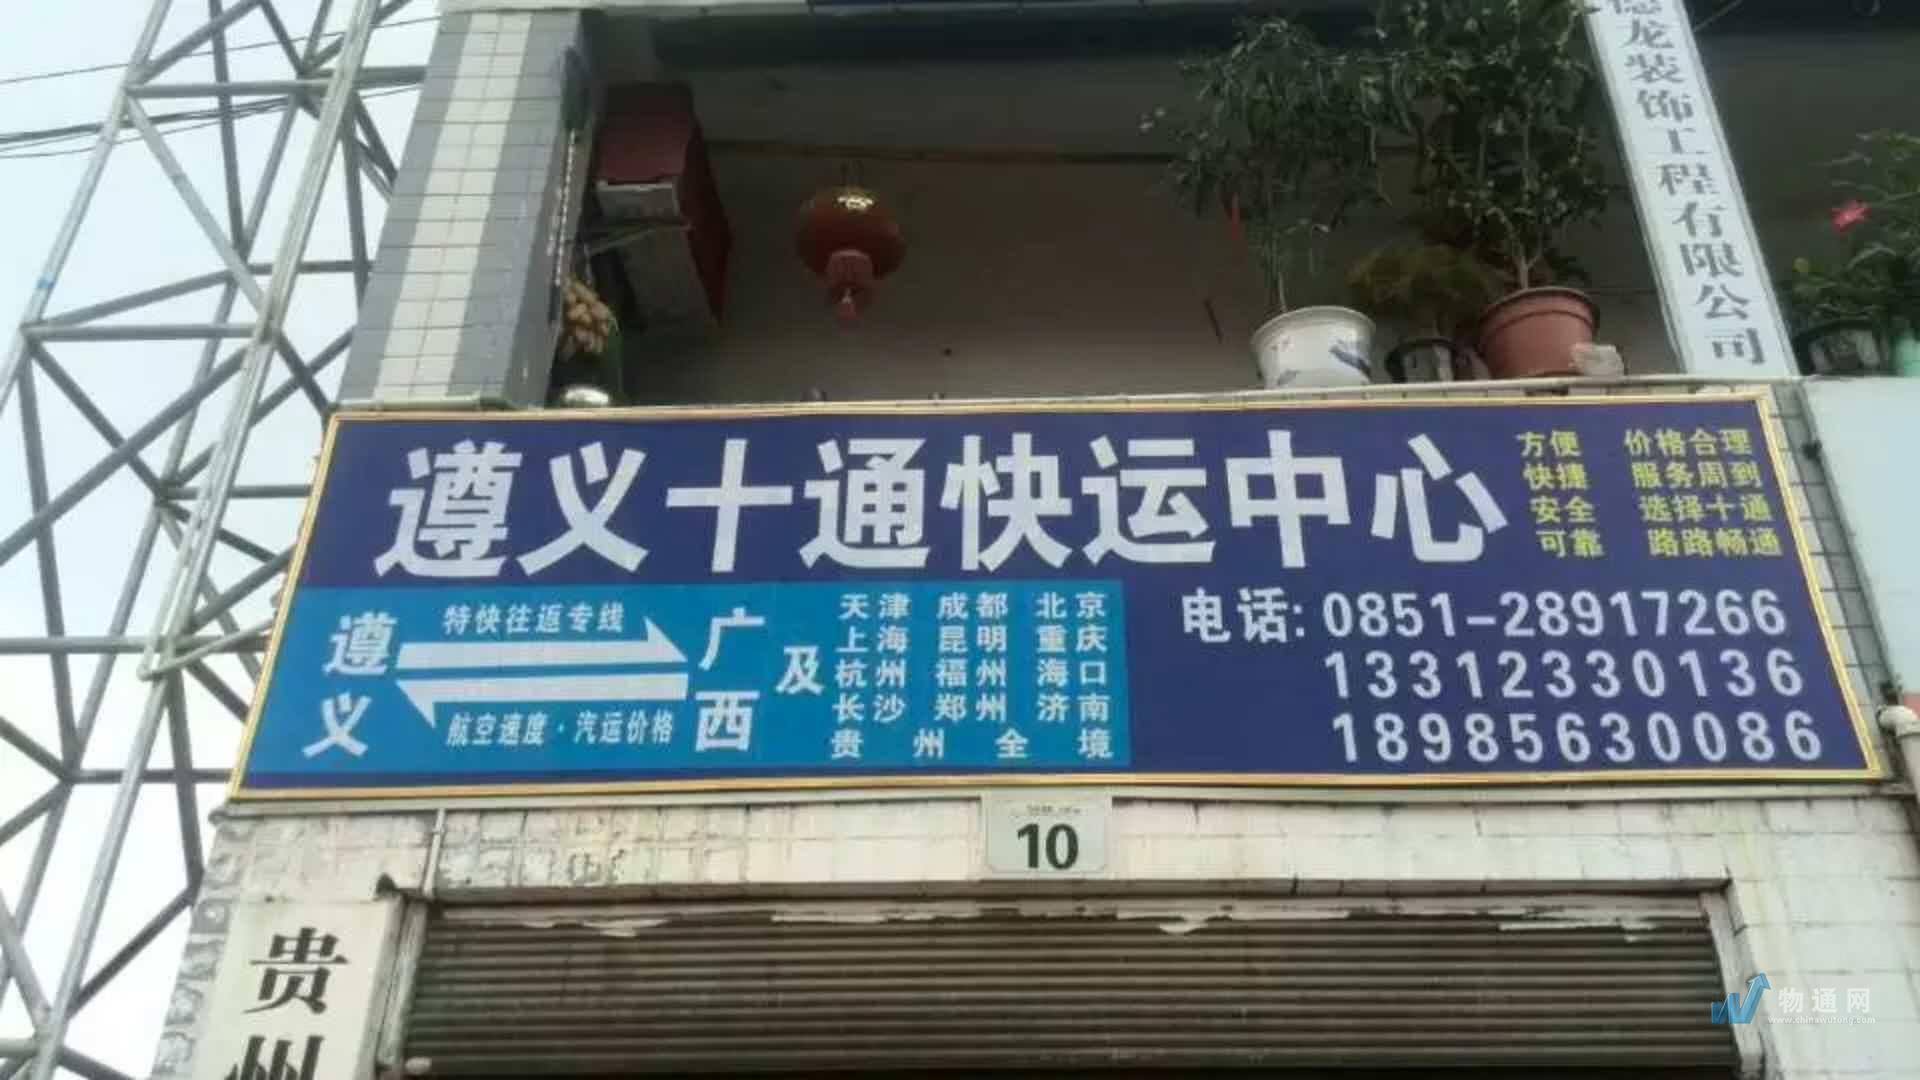 德龙装饰工程有限公司
遵义十通快运中心
方便 价格合理
快捷 服务周到
安全 选择十通
可靠 路路畅通
遵义
特快往返专线
航空速度·汽运价格
广西
及
天津 成都 北京
上海 昆明 重庆
杭州 福州 海口
长沙 郑州 济南
贵州全境
电话:0851-28917266
13312330136
18985630086
10
贵州
物通网
www.chinawutong.com